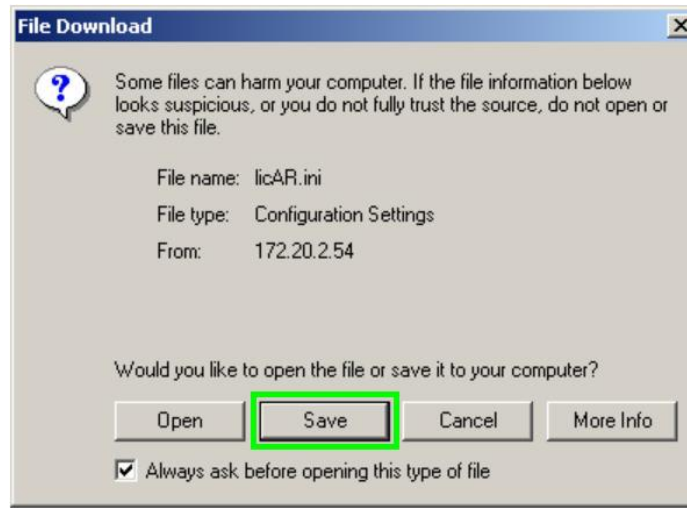 File Download
Some files can harm your computer. If the file information below
looks suspicious, or you do not fully trust the source, do not open or
save this file.
File name: licAR.ini
File type: Configuration Settings
From: 172.20.2.54
Would you like to open the file or save it to your computer?
Open Save Cancel More Info
Always ask before opening this type of file